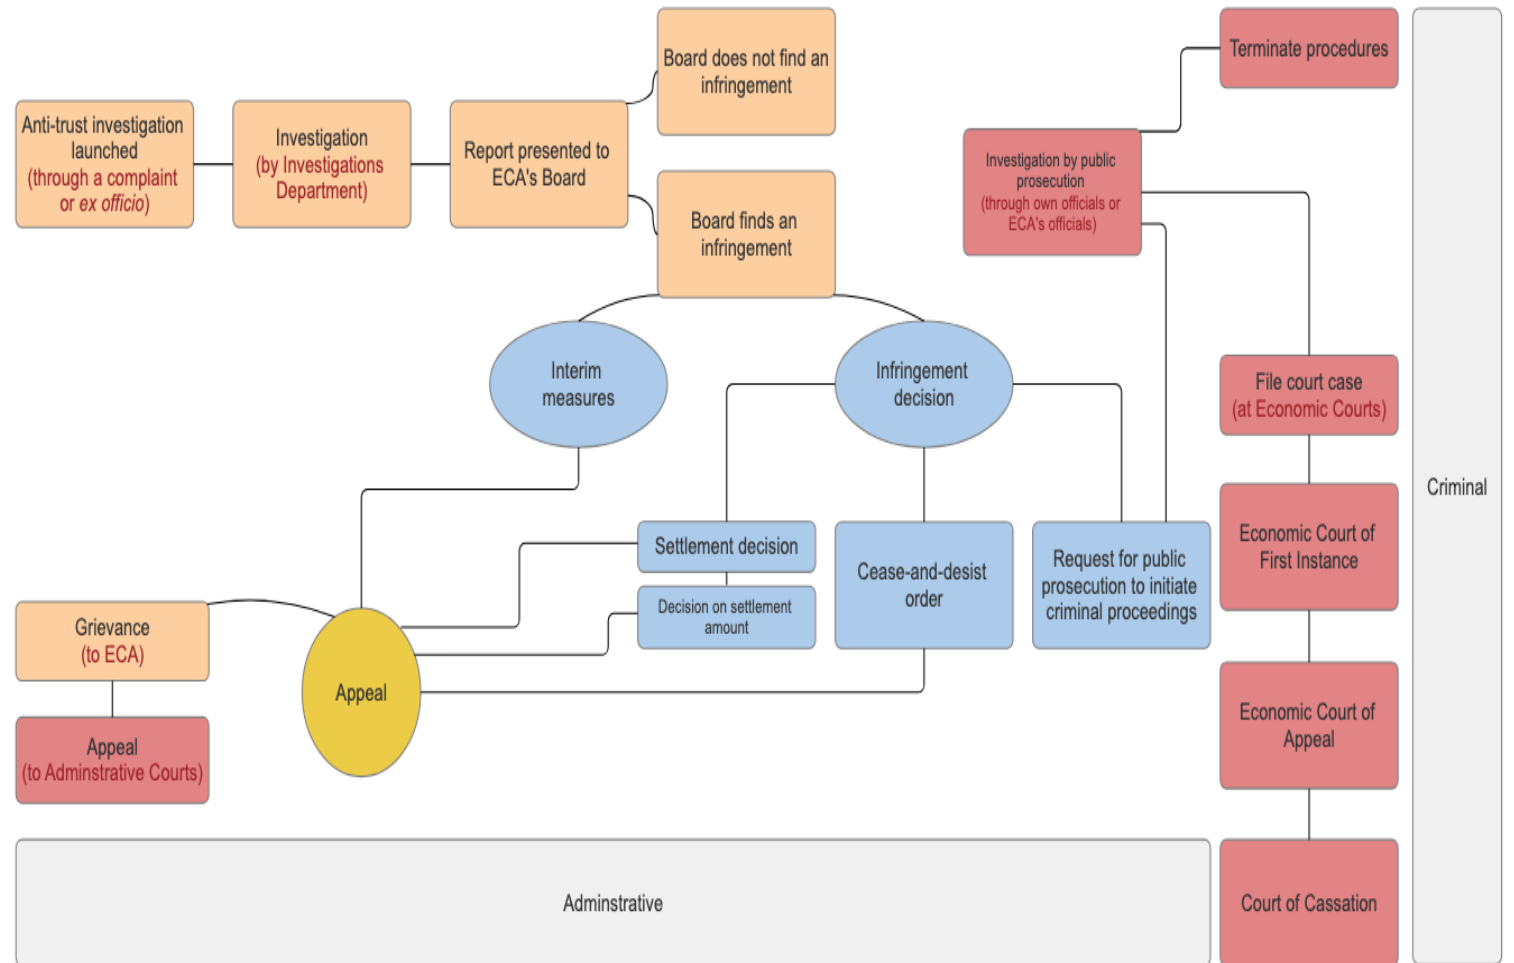 Board does not find an
infringement
Terminate procedures
Anti-trust investigation
launched
(through a complaint
or ex officio)
Investigation
(by Investigations
Department)
Report presented to
ECA's Board
Board finds an
infringement
Investigation by public
prosecution
(through own officials or
ECA's officials)
Interim
measures
Infringement
decision
File court case
(at Economic Courts)
Criminal
Settlement decision
Decision on settlement
amount
Cease-and-desist
order
Request for public
prosecution to initiate
criminal proceedings
Economic Court of
First Instance
Grievance
(to ECA)
Appeal
Appeal
(to Adminstrative Courts)
Economic Court of
Appeal
Adminstrative
Court of Cassation